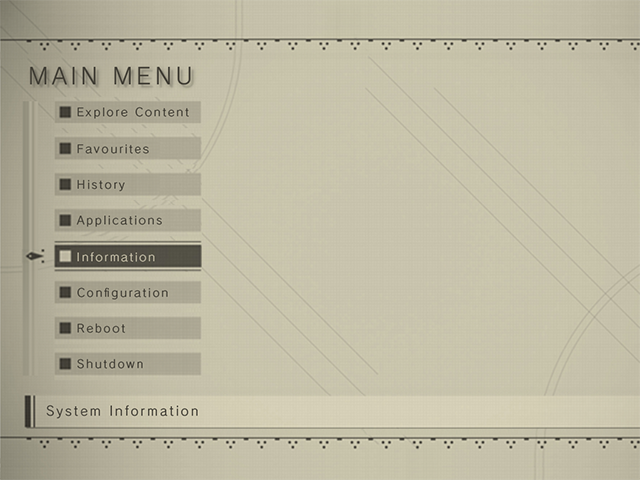 MAIN MENU
Explore Content
Favourites
History
Applications
Information
Configuration
Reboot
Shutdown
System Information